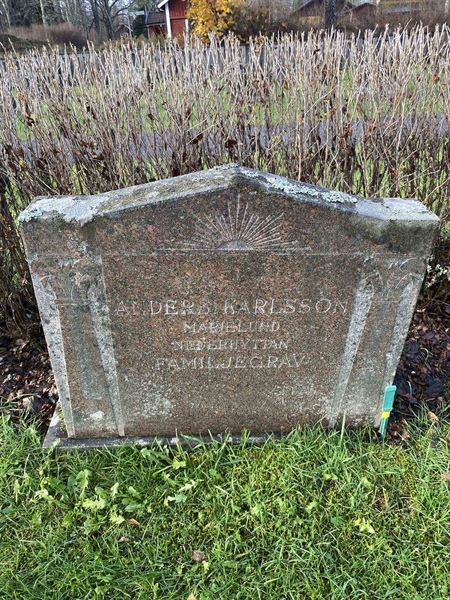 ANDERS KARLSSON
MARIELUND
NEDERHYTTAN
FAMILJEGRAV